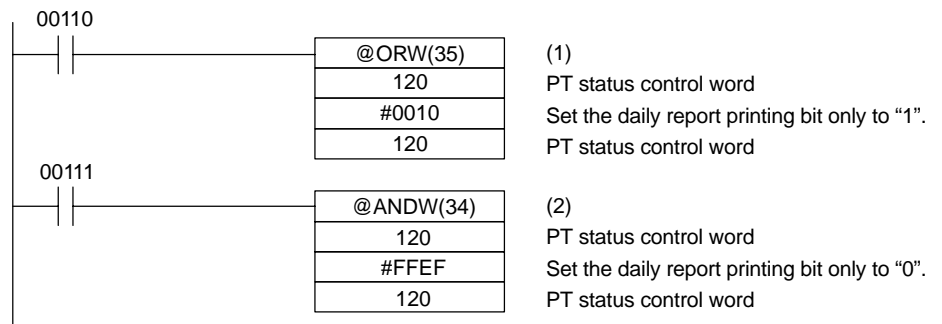 00110
@ORW(35) (1)
120 PT status control word
#0010 Set the daily report printing bit only to “1”.
120 PT status control word
00111
@ANDW(34) (2)
120 PT status control word
#FFEF Set the daily report printing bit only to “0”.
120 PT status control word